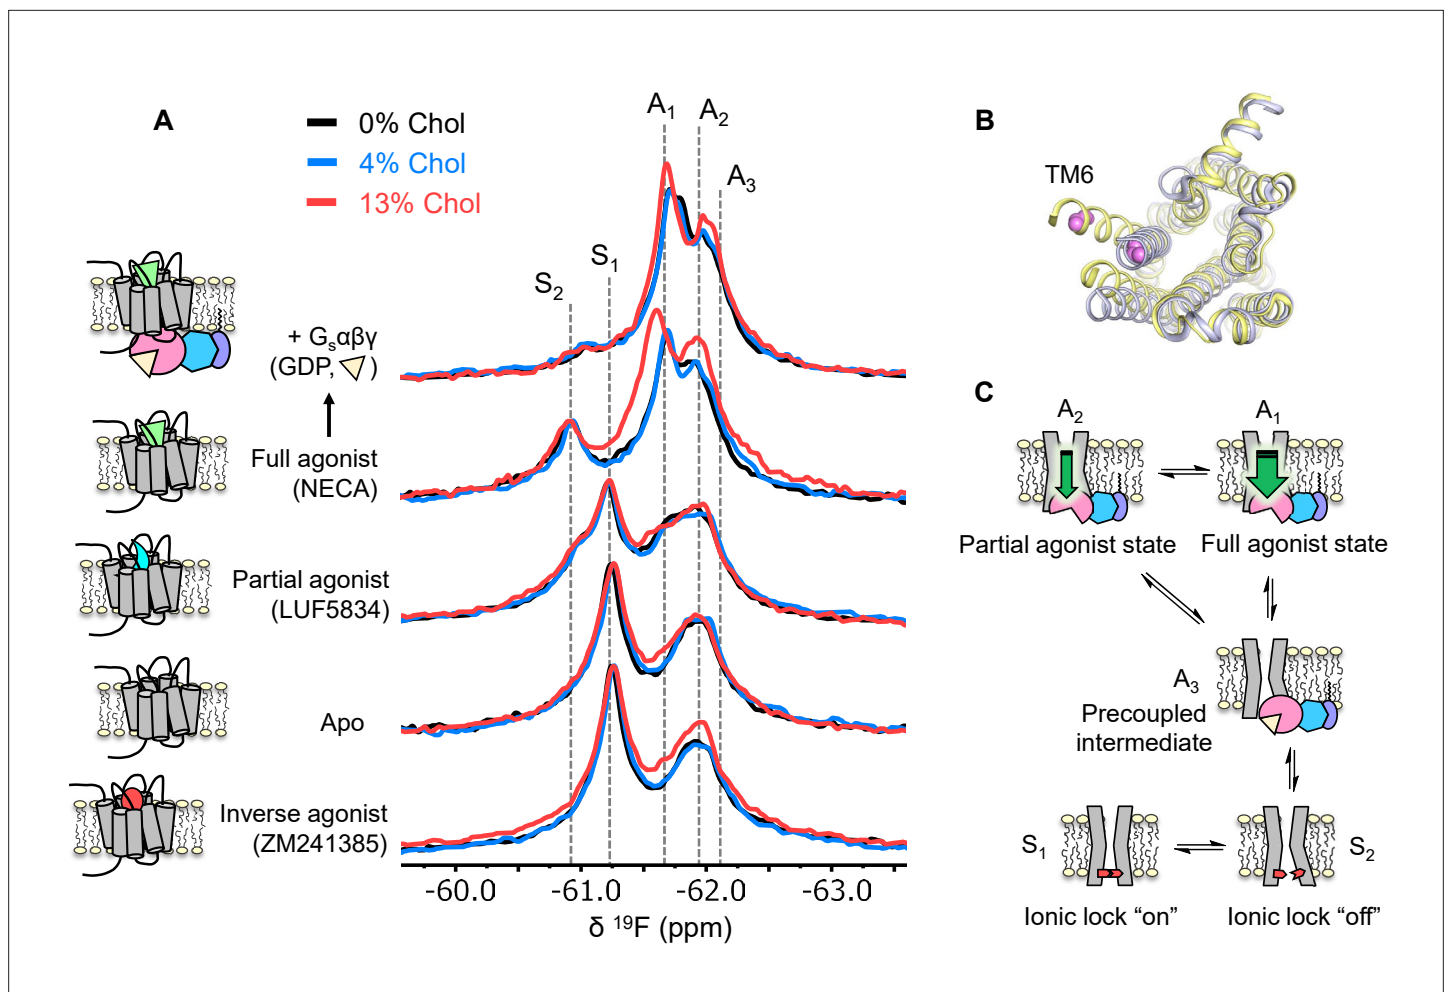 A
0% Chol
4% Chol
13% Chol
A₁
A₂
A₃
S₁
S₂
+ Gₛαβγ
(GDP, )
Full agonist
(NECA)
Partial agonist
(LUF5834)
Apo
Inverse agonist
(ZM241385)
-60.0
-61.0
-62.0
-63.0
δ ¹⁹F (ppm)
B
TM6
C
A₂
A₁
Partial agonist state
Full agonist state
A₃
Precoupled
intermediate
S₁
S₂
Ionic lock “on”
Ionic lock “off”